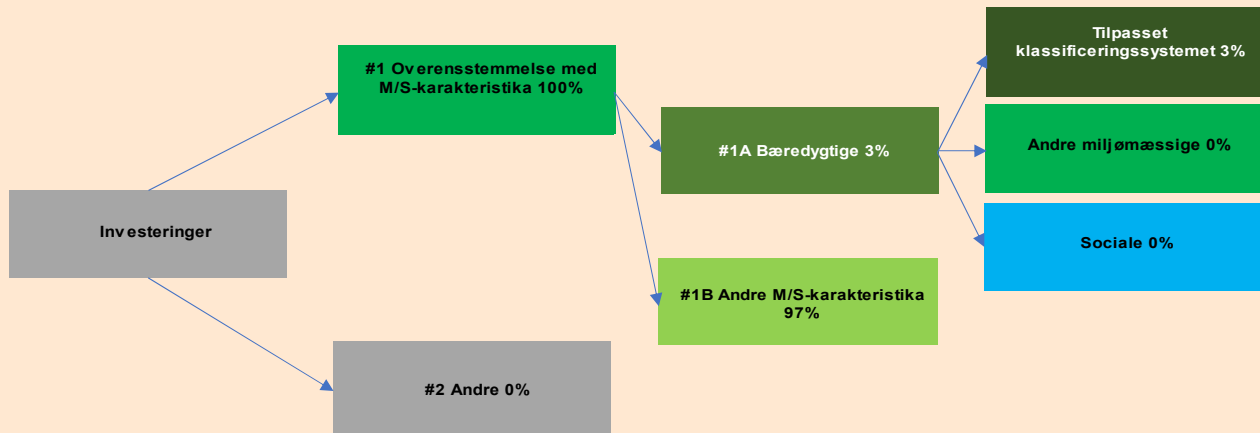 Investeringer
#1 Overensstemmelse med
M/S-karakteristika 100%
#2 Andre 0%
#1A Bæredygtige 3%
#1B Andre M/S-karakteristika
97%
Tilpasset
klassificeringssystemet 3%
Andre miljømæssige 0%
Sociale 0%